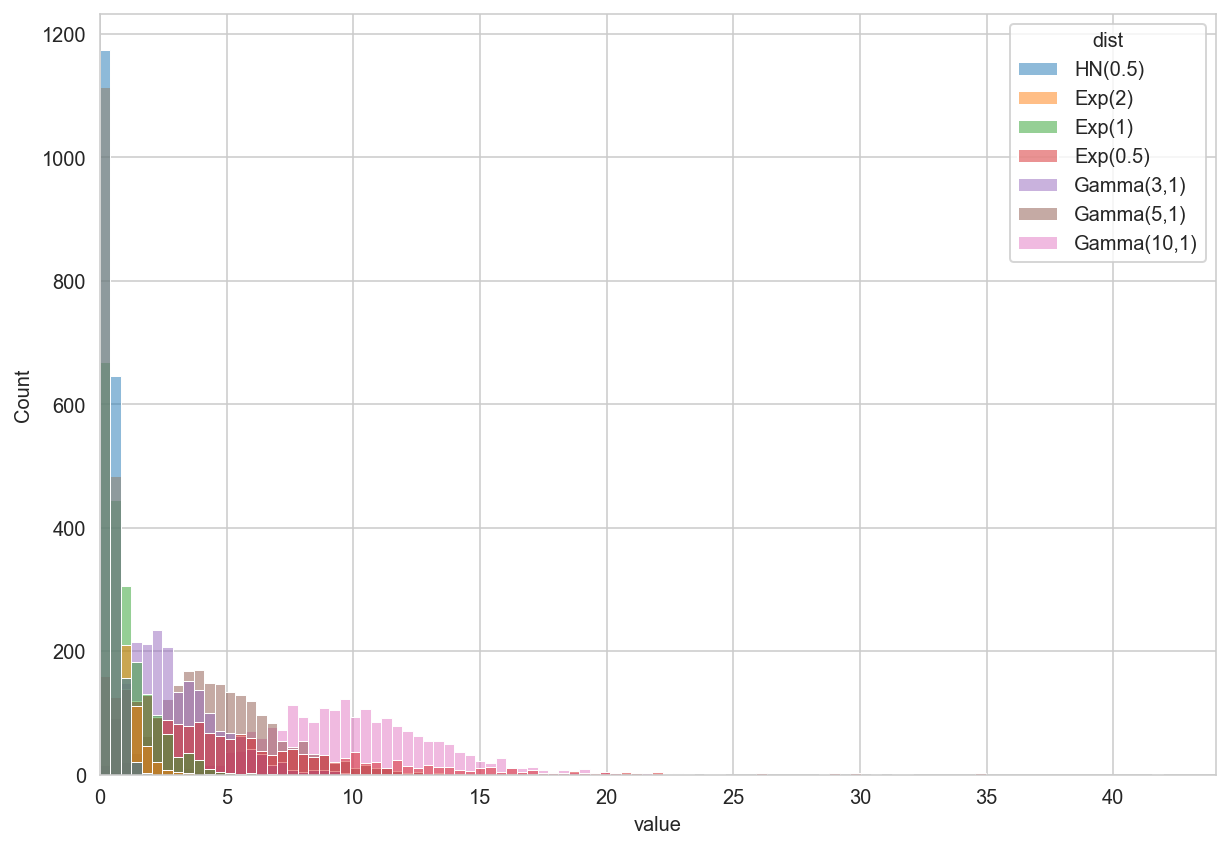 1200
1000
800
600
400
200
0
Count
0 5 10 15 20 25 30 35 40
value
dist
HN(0.5)
Exp(2)
Exp(1)
Exp(0.5)
Gamma(3,1)
Gamma(5,1)
Gamma(10,1)